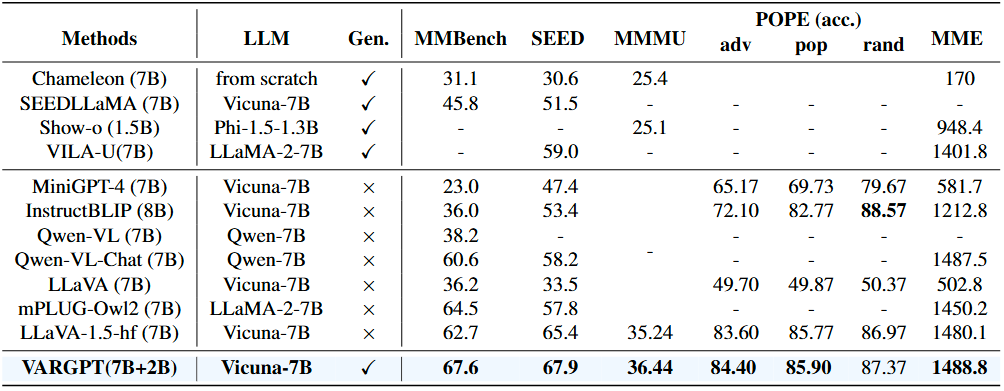 POPE (acc.)
Methods LLM Gen. MMBench SEED MMMU adv pop rand MME
Chameleon (7B) from scratch ✓ 31.1 30.6 25.4 170
SEEDLLaMA (7B) Vicuna-7B ✓ 45.8 51.5 - - - - -
Show-o (1.5B) Phi-1.5-1.3B ✓ - - 25.1 - - - 948.4
VILA-U(7B) LLaMA-2-7B ✓ - 59.0 - - - 1401.8
MiniGPT-4 (7B) Vicuna-7B × 23.0 47.4 65.17 69.73 79.67 581.7
InstructBLIP (8B) Vicuna-7B × 36.0 53.4 72.10 82.77 88.57 1212.8
Qwen-VL (7B) Qwen-7B × 38.2 - - - - -
Qwen-VL-Chat (7B) Qwen-7B × 60.6 58.2 - - - - 1487.5
LLaVA (7B) Vicuna-7B × 36.2 33.5 49.70 49.87 50.37 502.8
mPLUG-Owl2 (7B) LLaMA-2-7B × 64.5 57.8 1450.2
LLaVA-1.5-hf (7B) Vicuna-7B × 62.7 65.4 35.24 83.60 85.77 86.97 1480.1
VARGPT(7B+2B) Vicuna-7B ✓ 67.6 67.9 36.44 84.40 85.90 87.37 1488.8